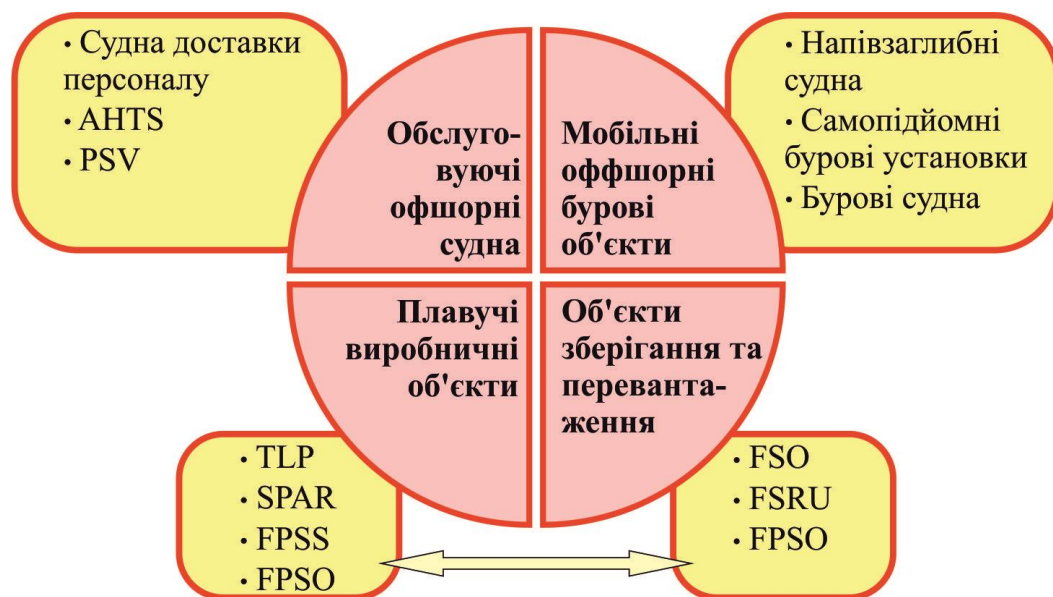 • Судна доставки
персоналу
• AHTS
• PSV
Обслуго-
вуючі
офшорні
судна
Мобільні
оффшорні
бурові
об'єкти
• Напівзаглибні
судна
• Самопідйомні
бурові установки
• Бурові судна
Плавучі
виробничі
об'єкти
Об'єкти
зберігання та
переванта-
ження
• TLP
• SPAR
• FPSS
• FPSO
• FSO
• FSRU
• FPSO